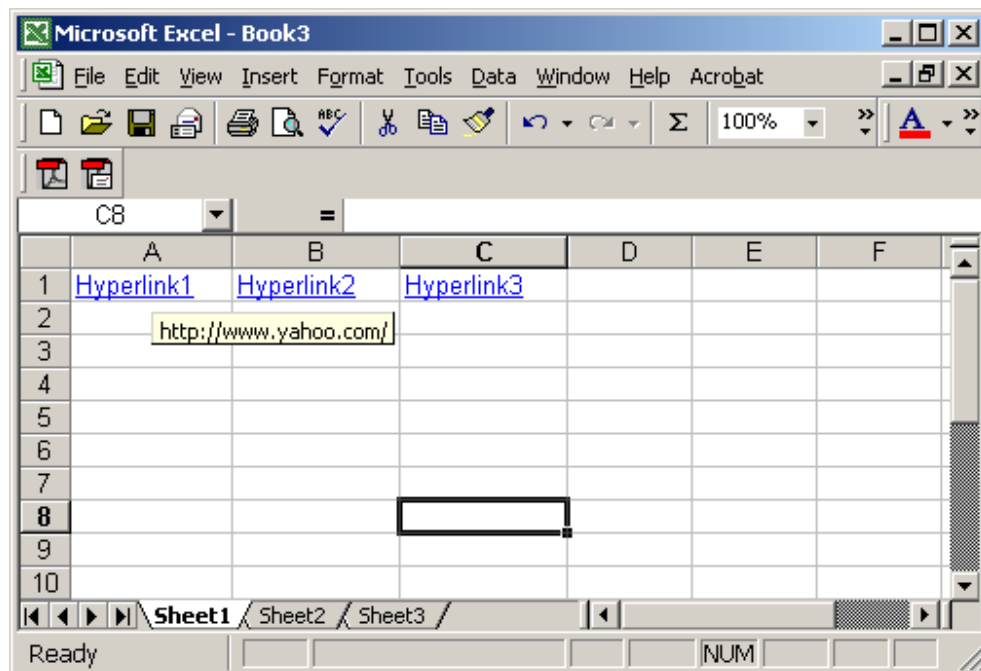 Microsoft Excel - Book3
File Edit View Insert Format Tools Data Window Help Acrobat
ABC Σ 100% » A »
C8 =
A B C D E F
1 Hyperlink1 Hyperlink2 Hyperlink3
2
http://www.yahoo.com/
3
4
5
6
7
8
9
10
Sheet1 Sheet2 Sheet3
Ready NUM